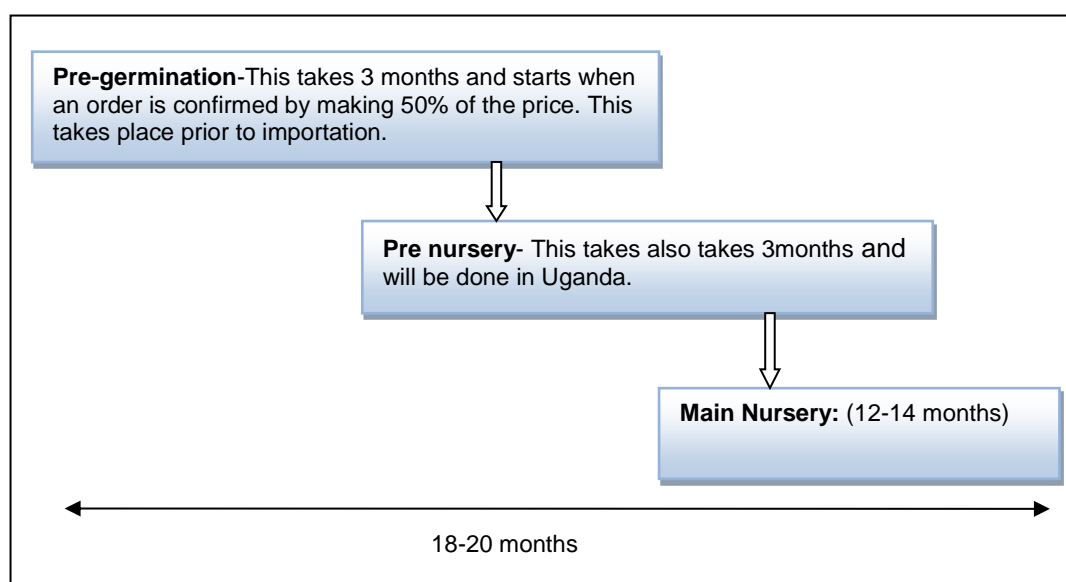 Pre-germination-This takes 3 months and starts when
an order is confirmed by making 50% of the price. This
takes place prior to importation.
Pre nursery- This takes also takes 3months and
will be done in Uganda.
Main Nursery: (12-14 months)
18-20 months